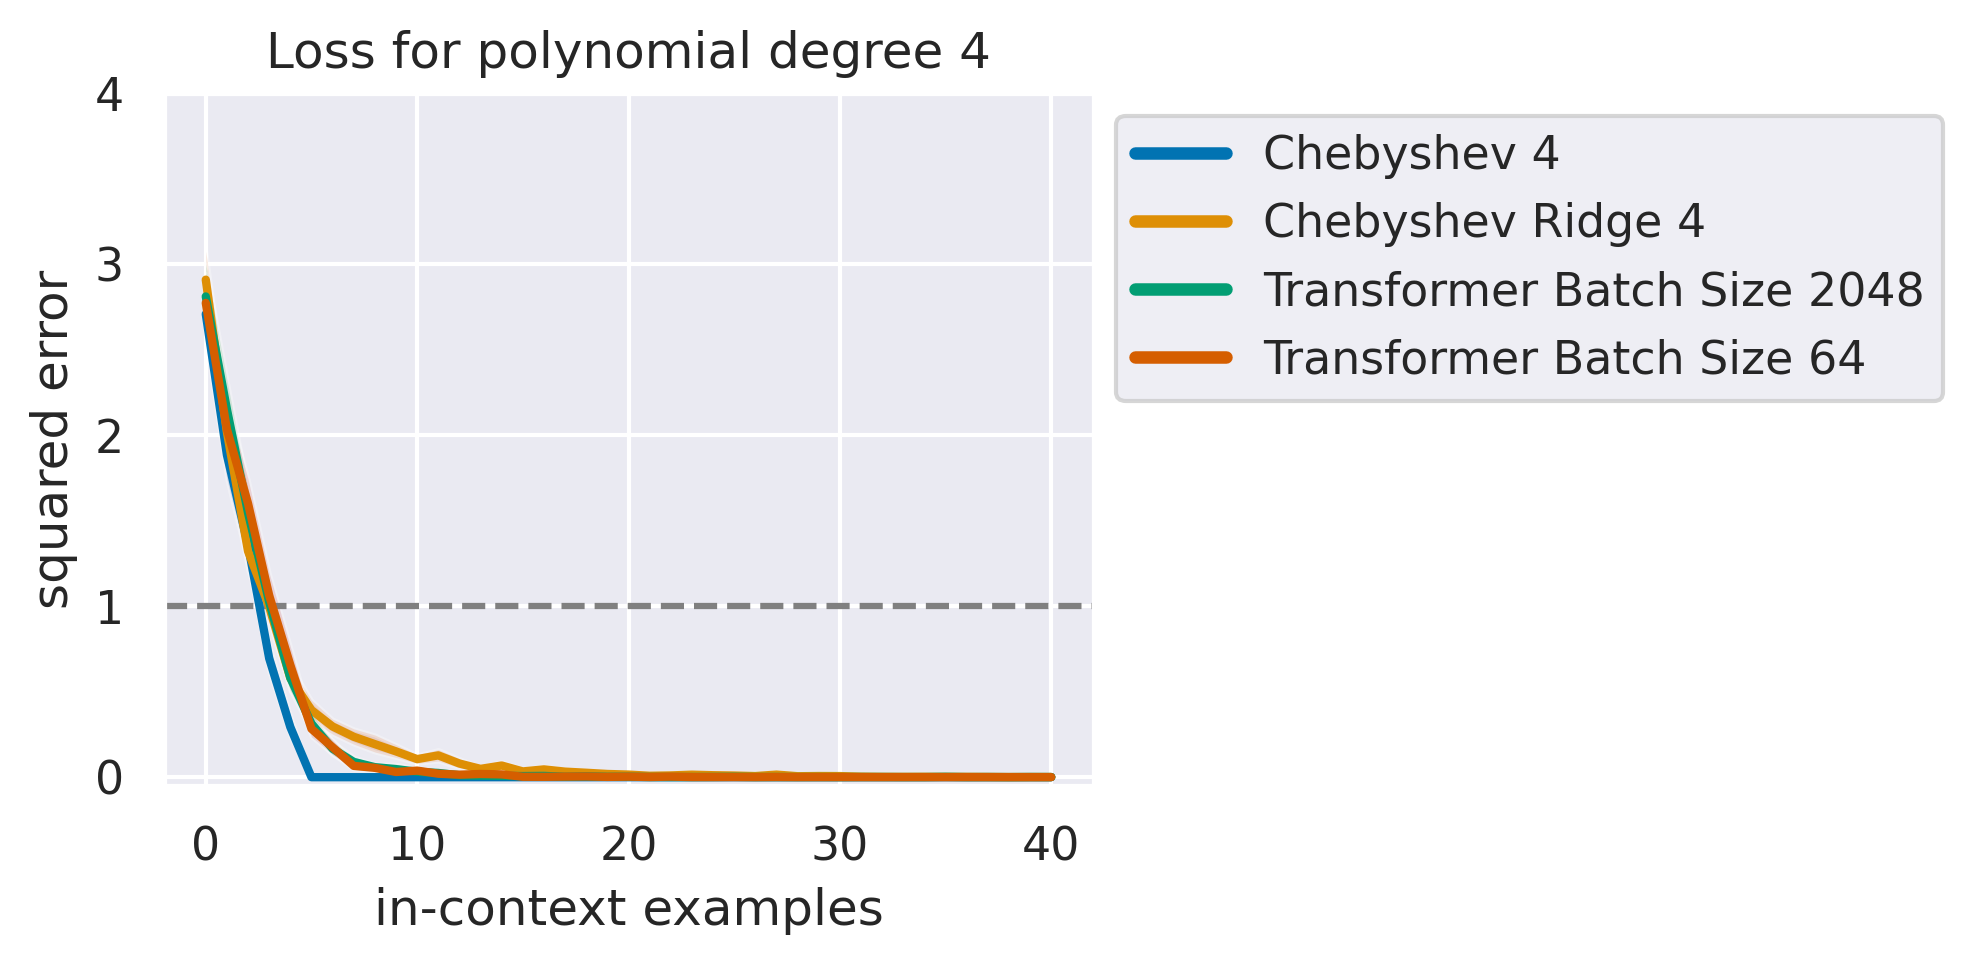 Loss for polynomial degree 4
4
3
2
1
0
squared error
0 10 20 30 40
in-context examples
Chebyshev 4
Chebyshev Ridge 4
Transformer Batch Size 2048
Transformer Batch Size 64